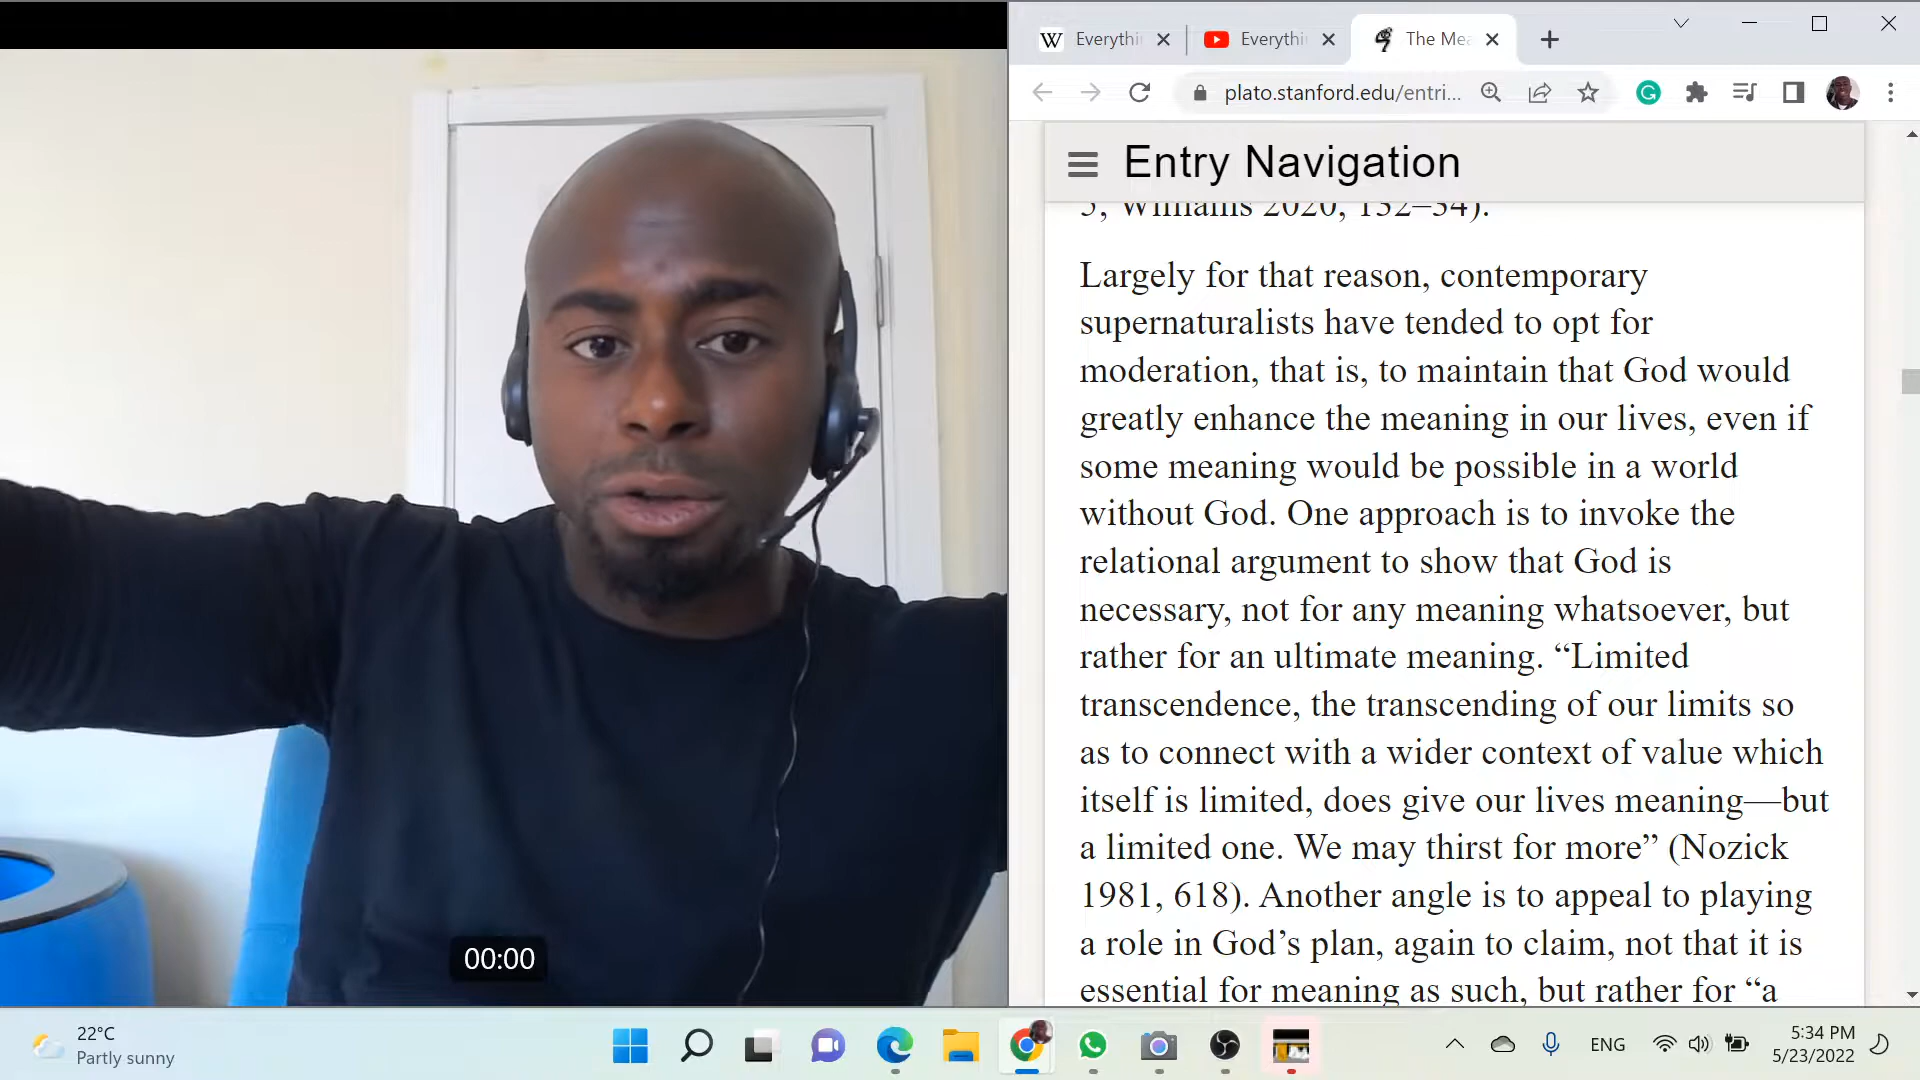 Everythi
Everythi
The Mea
plato.stanford.edu/entri...
Entry Navigation
5, Williams 2020, 132–34).
Largely for that reason, contemporary
supernaturalists have tended to opt for
moderation, that is, to maintain that God would
greatly enhance the meaning in our lives, even if
some meaning would be possible in a world
without God. One approach is to invoke the
relational argument to show that God is
necessary, not for any meaning whatsoever, but
rather for an ultimate meaning. “Limited
transcendence, the transcending of our limits so
as to connect with a wider context of value which
itself is limited, does give our lives meaning—but
a limited one. We may thirst for more” (Nozick
1981, 618). Another angle is to appeal to playing
a role in God’s plan, again to claim, not that it is
essential for meaning as such, but rather for “a
00:00
22°C
Partly sunny
ENG
5:34 PM
5/23/2022